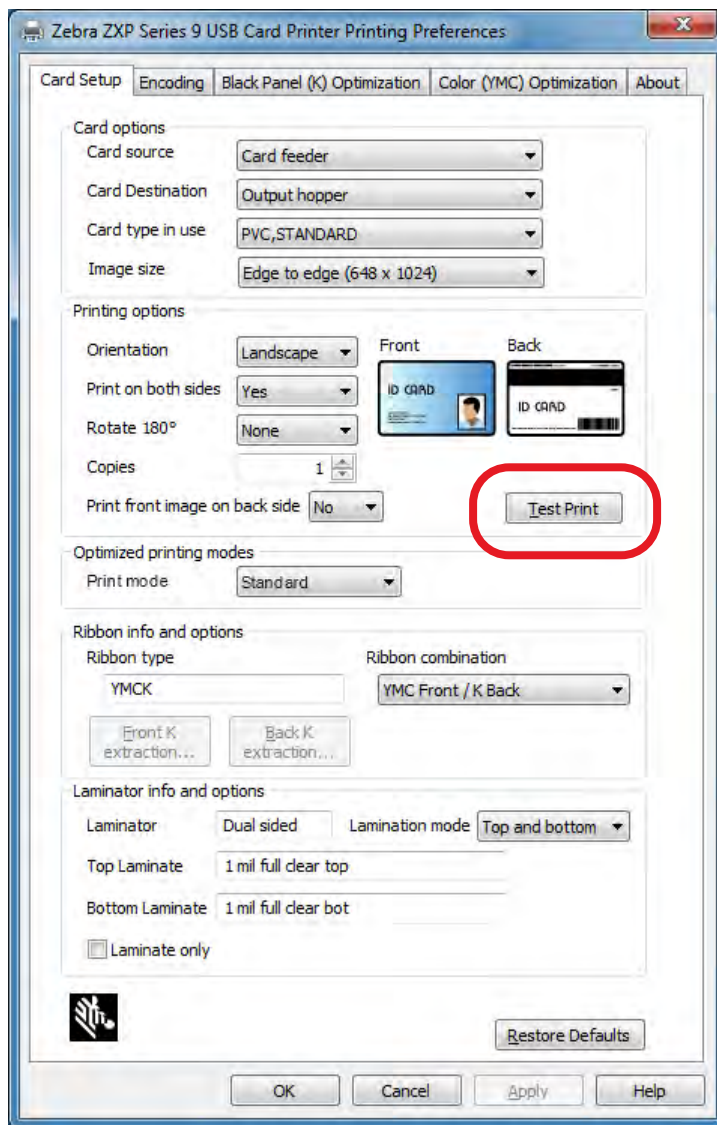 Zebra ZXP Series 9 USB Card Printer Printing Preferences
Card Setup Encoding Black Panel (K) Optimization Color (YMC) Optimization About
Card options
Card source Card feeder
Card Destination Output hopper
Card type in use PVC,STANDARD
Image size Edge to edge (648 x 1024)
Printing options
Orientation Landscape Front Back
Print on both sides Yes
ID CARD
ID CARD
Rotate 180° None
Copies 1
Print front image on back side No Test Print
Optimized printing modes
Print mode Standard
Ribbon info and options
Ribbon type Ribbon combination
YMCK YMC Front / K Back
Front K extraction... Back K extraction...
Laminator info and options
Laminator Dual sided Lamination mode Top and bottom
Top Laminate 1 mil full clear top
Bottom Laminate 1 mil full clear bot
Laminate only
Restore Defaults
OK Cancel Apply Help